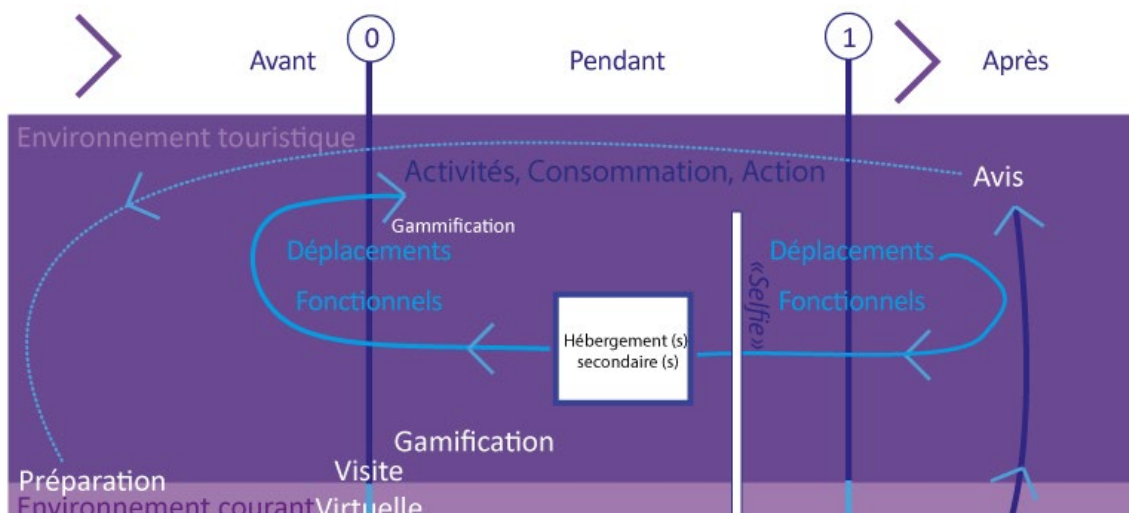 0
1
Avant
Pendant
Après
Environnement touristique
Activités, Consommation, Action
Avis
Gammification
Déplacements
Fonctionnels
«Selfie»
Déplacements
Fonctionnels
Hébergement (s)
secondaire (s)
Gamification
Préparation
Visite
Virtuelle
Environnement courant